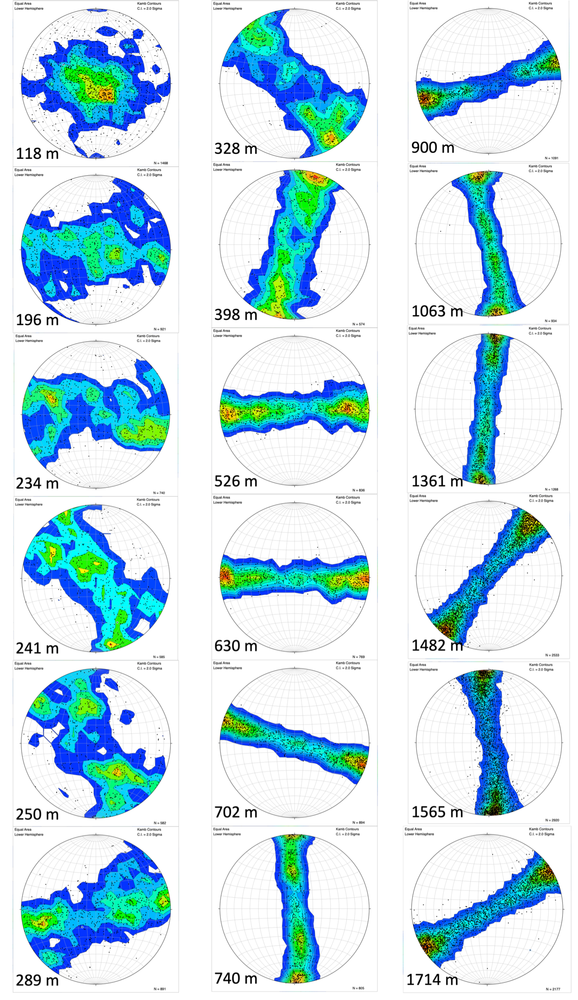 Equal Area
Lower Hemisphere
Kamb Contours
C.I. = 2.0 Sigma
118 m
N = 1468
Equal Area
Lower Hemisphere
Kamb Contours
C.I. = 2.0 Sigma
196 m
N = 921
Equal Area
Lower Hemisphere
Kamb Contours
C.I. = 2.0 Sigma
234 m
N = 740
Equal Area
Lower Hemisphere
Kamb Contours
C.I. = 2.0 Sigma
241 m
N = 585
Equal Area
Lower Hemisphere
Kamb Contours
C.I. = 2.0 Sigma
250 m
N = 582
Equal Area
Lower Hemisphere
Kamb Contours
C.I. = 2.0 Sigma
289 m
N = 891
Equal Area
Lower Hemisphere
Kamb Contours
C.I. = 2.0 Sigma
328 m
Equal Area
Lower Hemisphere
Kamb Contours
C.I. = 2.0 Sigma
398 m
N = 574
Equal Area
Lower Hemisphere
Kamb Contours
C.I. = 2.0 Sigma
526 m
N = 836
Equal Area
Lower Hemisphere
Kamb Contours
C.I. = 2.0 Sigma
630 m
N = 769
Equal Area
Lower Hemisphere
Kamb Contours
C.I. = 2.0 Sigma
702 m
N = 894
Equal Area
Lower Hemisphere
Kamb Contours
C.I. = 2.0 Sigma
740 m
N = 805
Equal Area
Lower Hemisphere
Kamb Contours
C.I. = 2.0 Sigma
900 m
N = 1091
Equal Area
Lower Hemisphere
Kamb Contours
C.I. = 2.0 Sigma
1063 m
N = 934
Equal Area
Lower Hemisphere
Kamb Contours
C.I. = 2.0 Sigma
1361 m
N = 1268
Equal Area
Lower Hemisphere
Kamb Contours
C.I. = 2.0 Sigma
1482 m
N = 2533
Equal Area
Lower Hemisphere
Kamb Contours
C.I. = 2.0 Sigma
1565 m
N = 2920
Equal Area
Lower Hemisphere
Kamb Contours
C.I. = 2.0 Sigma
1714 m
N = 2177